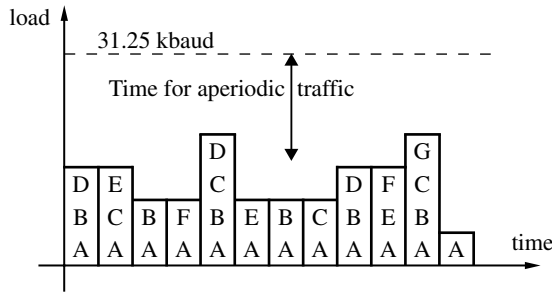 load
31.25 kbaud
Time for aperiodic traffic
D G
D E C D F C
B C B F B E B C B E B
A A A A A A A A A A A A
time